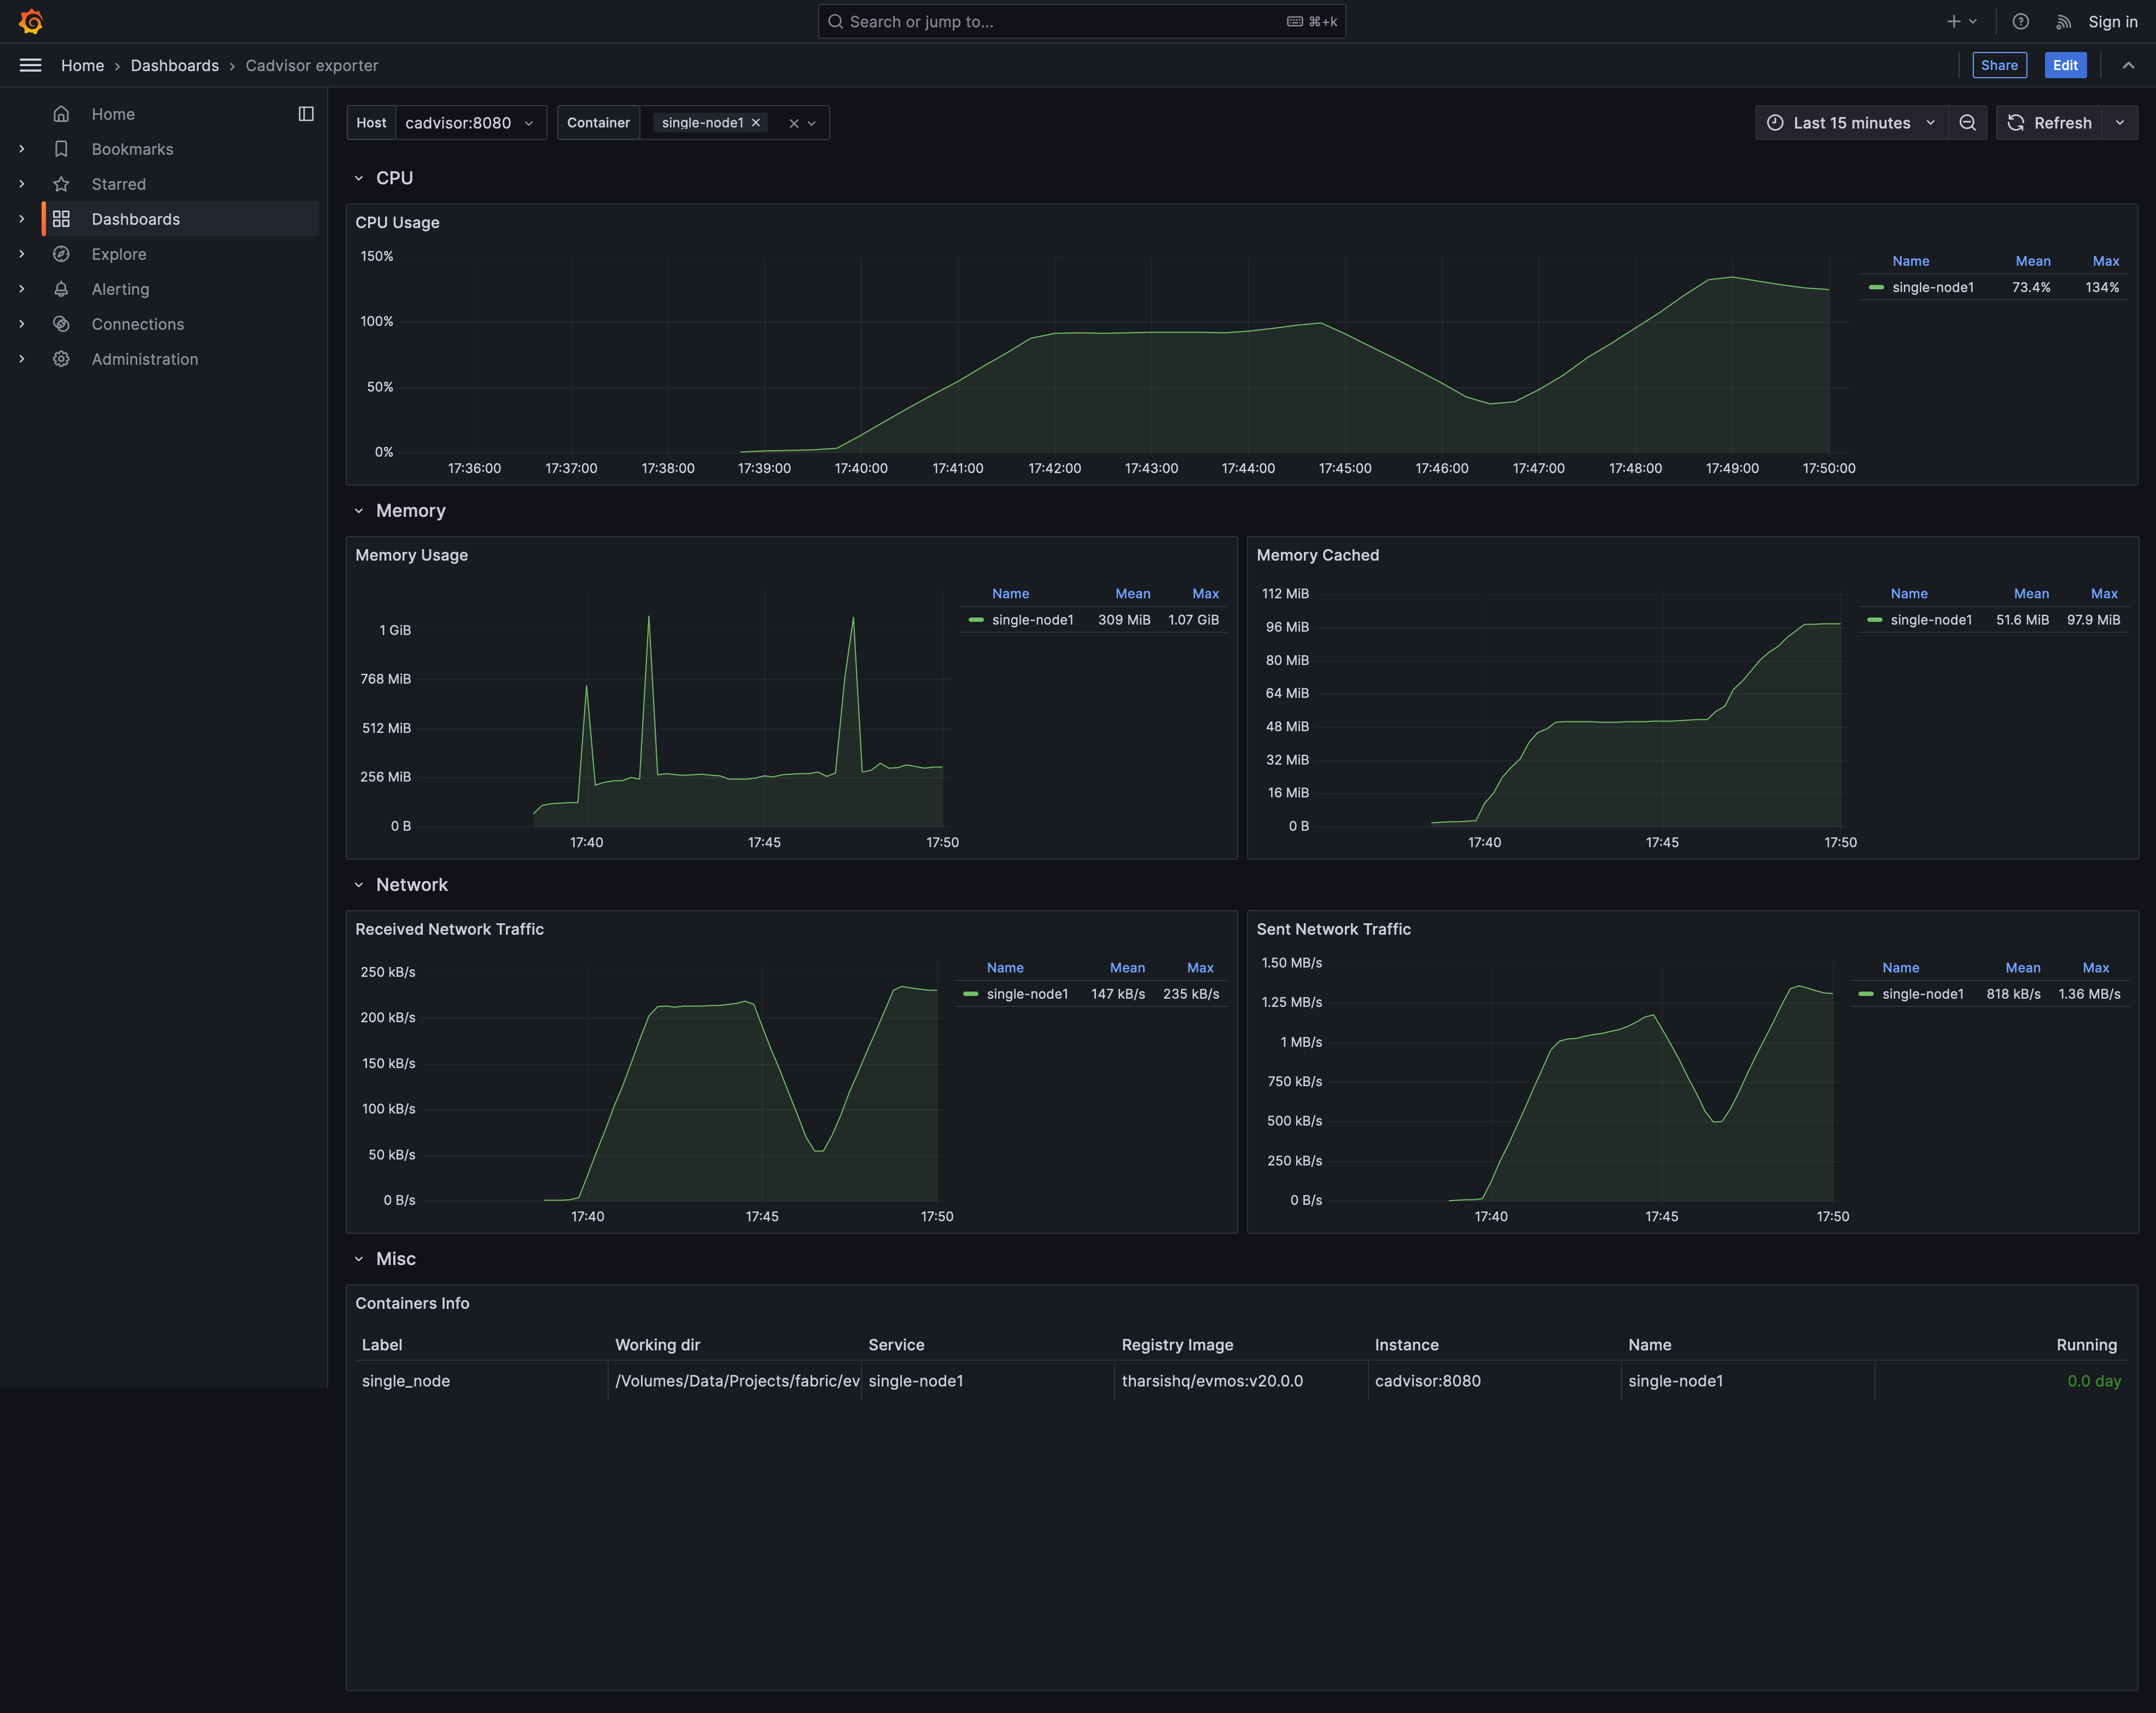 Search or jump to... ⌘+k Sign in
Home › Dashboards › Cadvisor exporter Share Edit
Home
Bookmarks
Starred
Dashboards
Explore
Alerting
Connections
Administration
Host cadvisor:8080 Container single-node1 Last 15 minutes Refresh
CPU
CPU Usage
150%
100%
50%
0%
17:36:00 17:37:00 17:38:00 17:39:00 17:40:00 17:41:00 17:42:00 17:43:00 17:44:00 17:45:00 17:46:00 17:47:00 17:48:00 17:49:00 17:50:00
Name Mean Max
single-node1 73.4% 134%
Memory
Memory Usage
1 GiB
768 MiB
512 MiB
256 MiB
0 B
17:40 17:45 17:50
Name Mean Max
single-node1 309 MiB 1.07 GiB
Memory Cached
112 MiB
96 MiB
80 MiB
64 MiB
48 MiB
32 MiB
16 MiB
0 B
17:40 17:45 17:50
Name Mean Max
single-node1 51.6 MiB 97.9 MiB
Network
Received Network Traffic
250 kB/s
200 kB/s
150 kB/s
100 kB/s
50 kB/s
0 B/s
17:40 17:45 17:50
Name Mean Max
single-node1 147 kB/s 235 kB/s
Sent Network Traffic
1.50 MB/s
1.25 MB/s
1 MB/s
750 kB/s
500 kB/s
250 kB/s
0 B/s
17:40 17:45 17:50
Name Mean Max
single-node1 818 kB/s 1.36 MB/s
Misc
Containers Info
Label Working dir Service Registry Image Instance Name Running
single_node /Volumes/Data/Projects/fabric/ev single-node1 tharsishq/evmos:v20.0.0 cadvisor:8080 single-node1 0.0 day